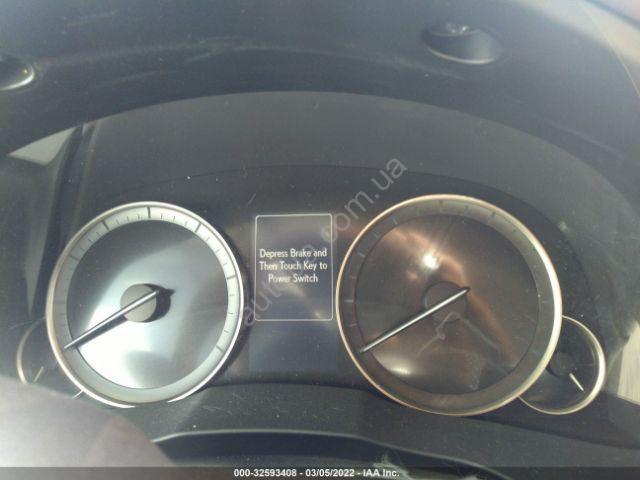 Depress Brake and
Then Touch Key to
Power Switch
000-32593408 - 03/05/2022 - IAA Inc.